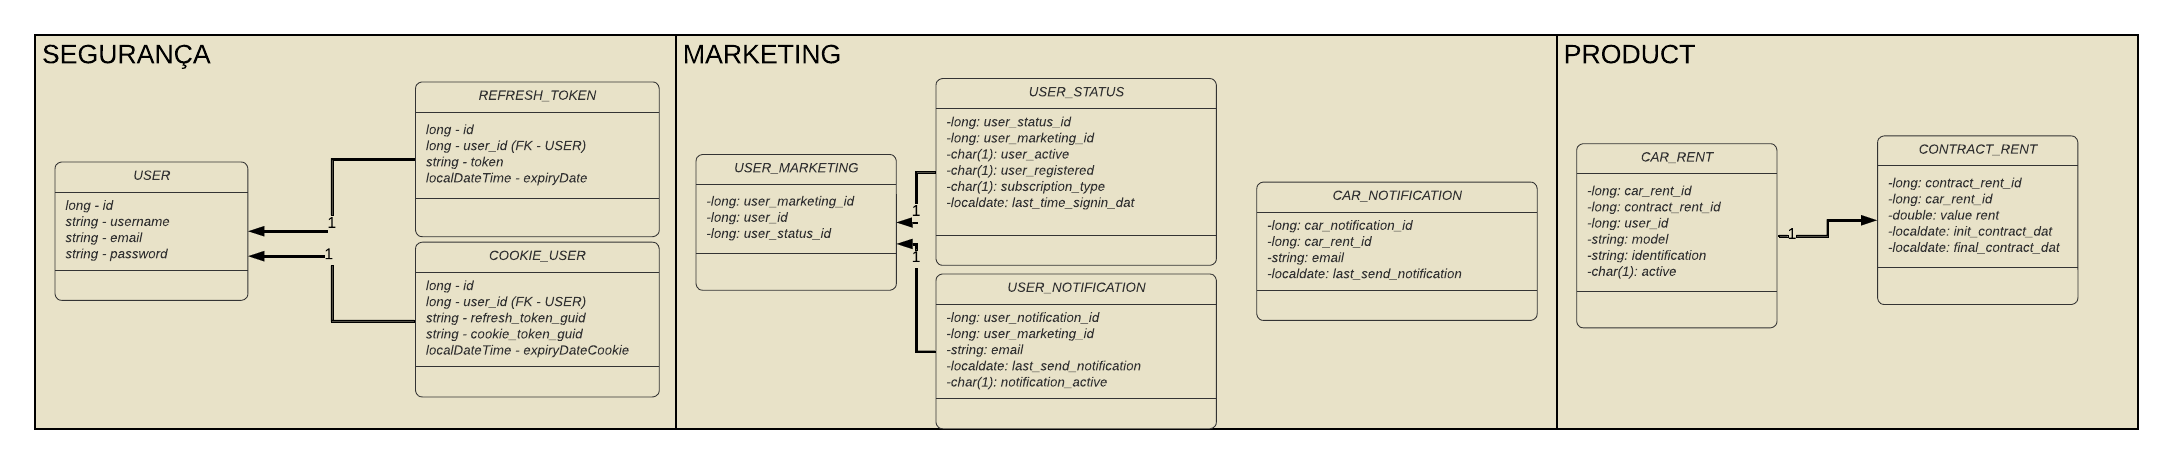 SEGURANÇA
USER
long - id
string - username
string - email
string - password
REFRESH_TOKEN
long - id
long - user_id (FK - USER)
string - token
localDateTime - expiryDate
1
1
COOKIE_USER
long - id
long - user_id (FK - USER)
string - refresh_token_guid
string - cookie_token_guid
localDateTime - expiryDateCookie
MARKETING
USER_MARKETING
-long: user_marketing_id
-long: user_id
-long: user_status_id
USER_STATUS
-long: user_status_id
-long: user_marketing_id
-char(1): user_active
-char(1): user_registered
-char(1): subscription_type
-localdate: last_time_signin_dat
1
1
USER_NOTIFICATION
-long: user_notification_id
-long: user_marketing_id
-string: email
-localdate: last_send_notification
-char(1): notification_active
CAR_NOTIFICATION
-long: car_notification_id
-long: car_rent_id
-string: email
-localdate: last_send_notification
PRODUCT
CAR_RENT
-long: car_rent_id
-long: contract_rent_id
-long: user_id
-string: model
-string: identification
-char(1): active
1
CONTRACT_RENT
-long: contract_rent_id
-long: car_rent_id
-double: value rent
-localdate: init_contract_dat
-localdate: final_contract_dat